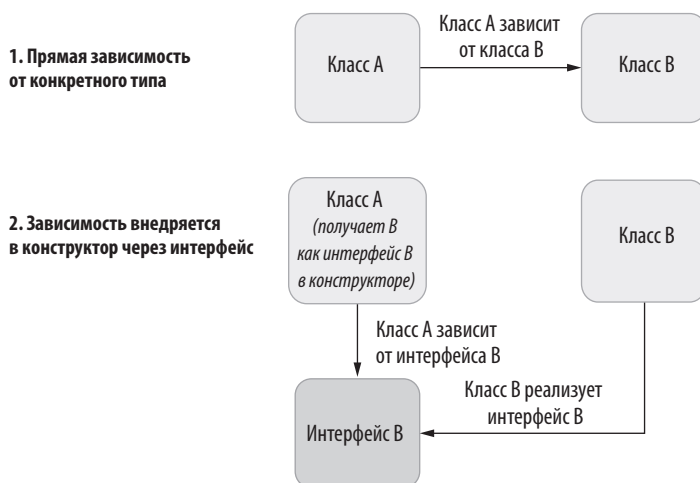 1. Прямая зависимость
от конкретного типа
Класс A
Класс A зависит
от класса B
Класс B
2. Зависимость внедряется
в конструктор через интерфейс
Класс A
(получает B
как интерфейс B
в конструкторе)
Класс B
Класс A зависит
от интерфейса B
Класс B реализует
интерфейс B
Интерфейс B